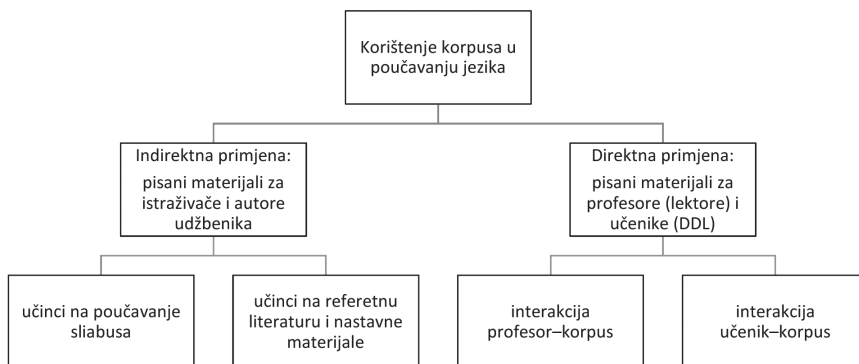 Korištenje korpusa u
poučavanju jezika
Indirektna primjena:
pisani materijali za
istraživače i autore
udžbenika
Direktna primjena:
pisani materijali za
profesore (lektore) i
učenike (DDL)
učinci na poučavanje
sliabusa
učinci na referetnu
literaturu i nastavne
materijale
interakcija
profesor–korpus
interakcija
učenik–korpus